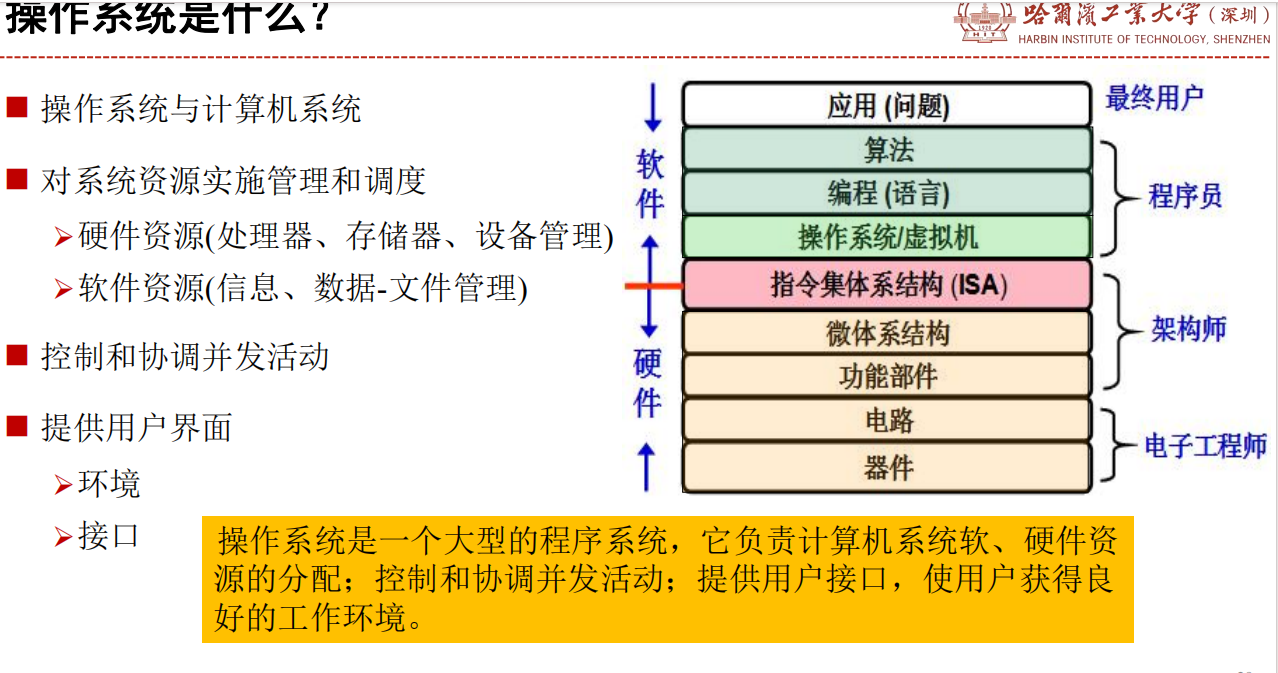 操作系统是什么?
哈尔滨工业大学(深圳)
HARBIN INSTITUTE OF TECHNOLOGY, SHENZHEN
操作系统与计算机系统
对系统资源实施管理和调度
硬件资源(处理器、存储器、设备管理)
软件资源(信息、数据-文件管理)
控制和协调并发活动
提供用户界面
环境
接口
软件
硬件
应用 (问题)
算法
编程 (语言)
操作系统/虚拟机
指令集体系结构 (ISA)
微体系结构
功能部件
电路
器件
最终用户
程序员
架构师
电子工程师
操作系统是一个大型的程序系统，它负责计算机系统软、硬件资
源的分配；控制和协调并发活动；提供用户接口，使用户获得良
好的工作环境。